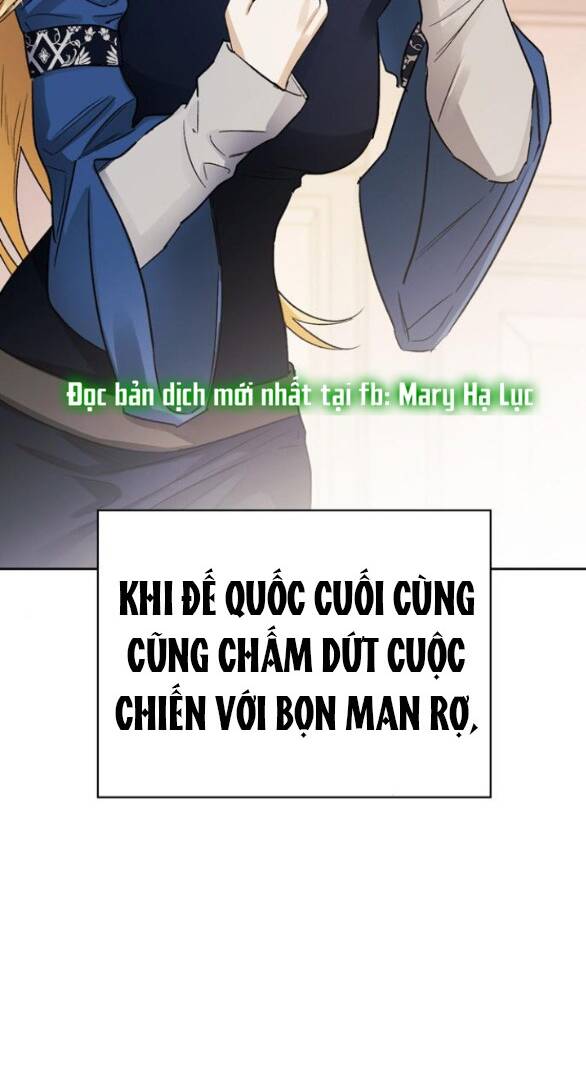 Đọc bản dịch mới nhất tại fb: Mary Hạ Lục
KHI ĐẾ QUỐC CUỐI CÙNG
CŨNG CHẤM DỨT CUỘC
CHIẾN VỚI BỌN MAN RỢ,